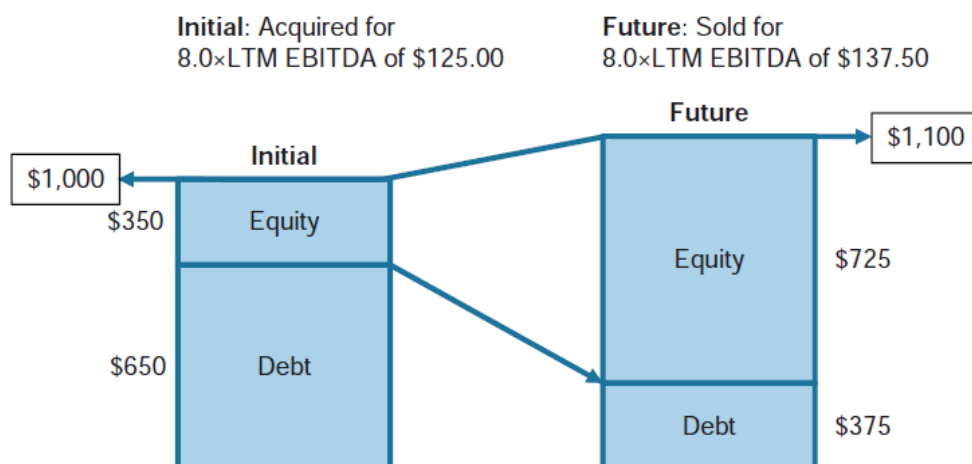 Initial: Acquired for
8.0×LTM EBITDA of $125.00
Future: Sold for
8.0×LTM EBITDA of $137.50
Future
$1,100
Initial
$1,000
$350
Equity
Equity
$725
$650
Debt
Debt
$375